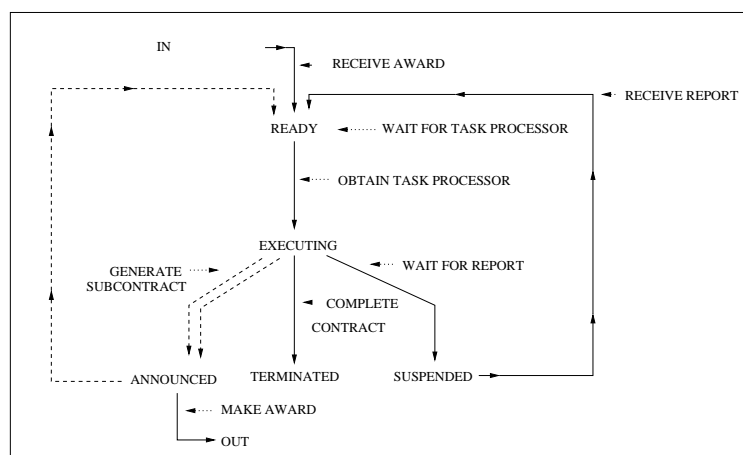 IN
RECEIVE AWARD
RECEIVE REPORT
READY
WAIT FOR TASK PROCESSOR
OBTAIN TASK PROCESSOR
EXECUTING
GENERATE
SUBCONTRACT
WAIT FOR REPORT
COMPLETE
CONTRACT
ANNOUNCED
TERMINATED
SUSPENDED
MAKE AWARD
OUT